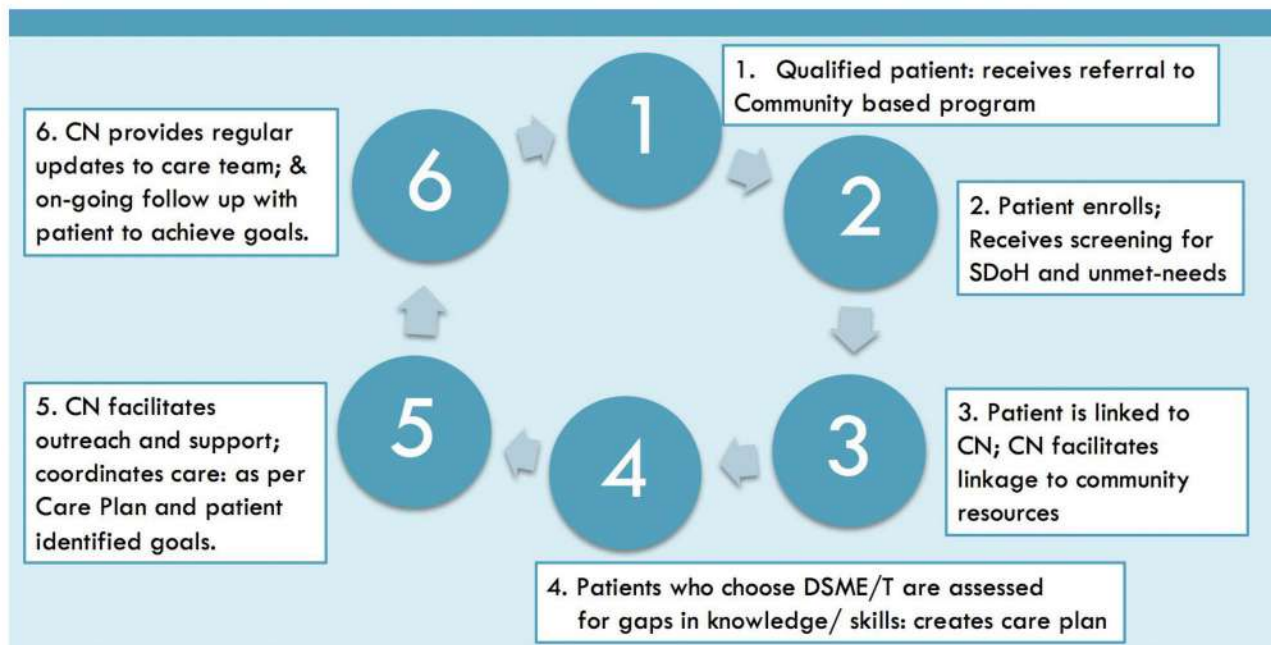 1
1. Qualified patient: receives referral to
Community based program
2
2. Patient enrolls;
Receives screening for
SDoH and unmet-needs
3
3. Patient is linked to
CN; CN facilitates
linkage to community
resources
4
4. Patients who choose DSME/T are assessed
for gaps in knowledge/ skills: creates care plan
5
5. CN facilitates
outreach and support;
coordinates care: as per
Care Plan and patient
identified goals.
6
6. CN provides regular
updates to care team; &
on-going follow up with
patient to achieve goals.